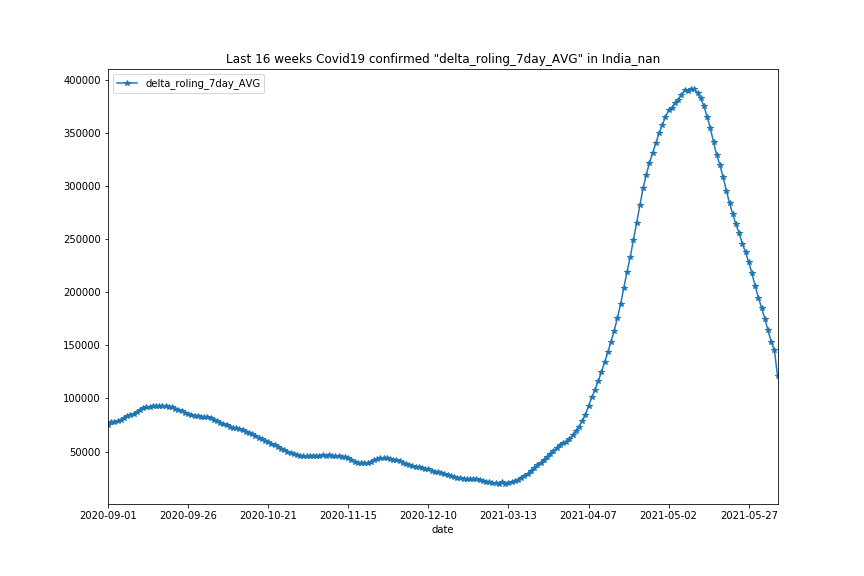 Last 16 weeks Covid19 confirmed "delta_roling_7day_AVG" in India_nan
delta_roling_7day_AVG
400000
350000
300000
250000
200000
150000
100000
50000
2020-09-01 2020-09-26 2020-10-21 2020-11-15 2020-12-10 2021-03-13 2021-04-07 2021-05-02 2021-05-27
date